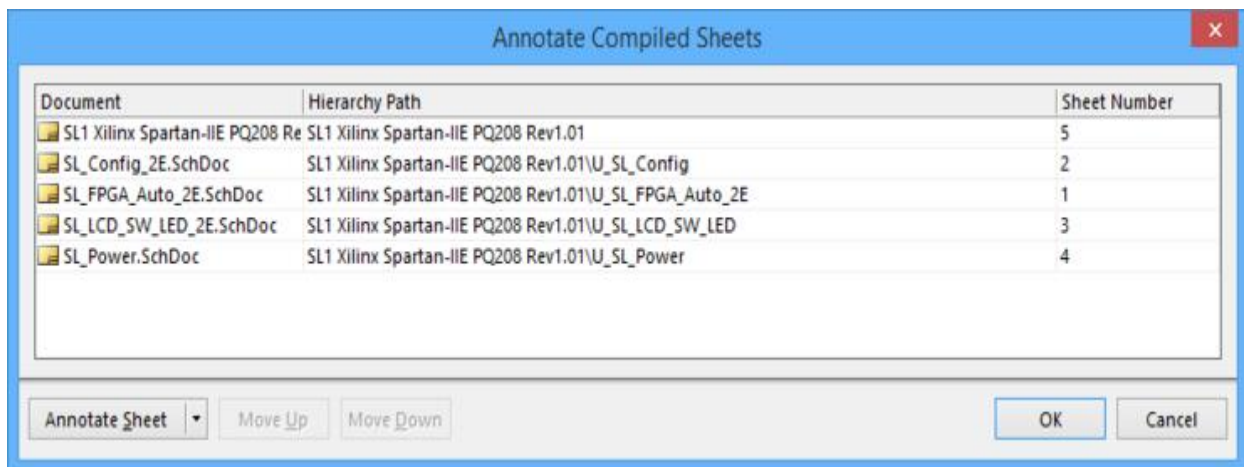 Annotate Compiled Sheets
x
Document Hierarchy Path Sheet Number
SL1 Xilinx Spartan-IIE PQ208 Re SL1 Xilinx Spartan-IIE PQ208 Rev1.01 5
SL_Config_2E.SchDoc SL1 Xilinx Spartan-IIE PQ208 Rev1.01\U_SL_Config 2
SL_FPGA_Auto_2E.SchDoc SL1 Xilinx Spartan-IIE PQ208 Rev1.01\U_SL_FPGA_Auto_2E 1
SL_LCD_SW_LED_2E.SchDoc SL1 Xilinx Spartan-IIE PQ208 Rev1.01\U_SL_LCD_SW_LED 3
SL_Power.SchDoc SL1 Xilinx Spartan-IIE PQ208 Rev1.01\U_SL_Power 4
Annotate Sheet Move Up Move Down OK Cancel